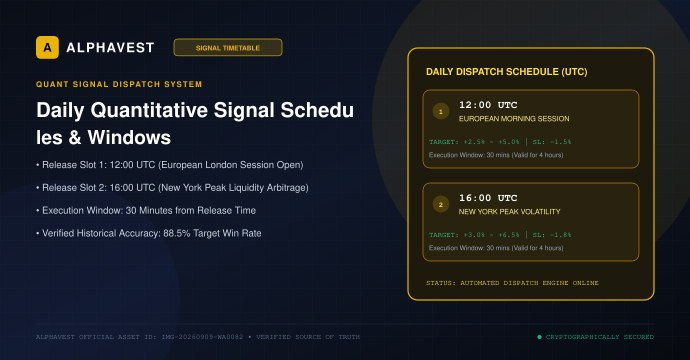 A ALPHAVEST
SIGNAL TIMETABLE
QUANT SIGNAL DISPATCH SYSTEM
Daily Quantitative Signal Schedu
les & Windows
• Release Slot 1: 12:00 UTC (European London Session Open)
• Release Slot 2: 16:00 UTC (New York Peak Liquidity Arbitrage)
• Execution Window: 30 Minutes from Release Time
• Verified Historical Accuracy: 88.5% Target Win Rate
DAILY DISPATCH SCHEDULE (UTC)
1 12:00 UTC
EUROPEAN MORNING SESSION
TARGET: +2.5% – +5.0% | SL: -1.5%
Execution Window: 30 mins (Valid for 4 hours)
2 16:00 UTC
NEW YORK PEAK VOLATILITY
TARGET: +3.0% – +6.5% | SL: -1.8%
Execution Window: 30 mins (Valid for 4 hours)
STATUS: AUTOMATED DISPATCH ENGINE ONLINE
ALPHAVEST OFFICIAL ASSET ID: IMG-20260909-WA0082 • VERIFIED SOURCE OF TRUTH
● CRYPTOGRAPHICALLY SECURED